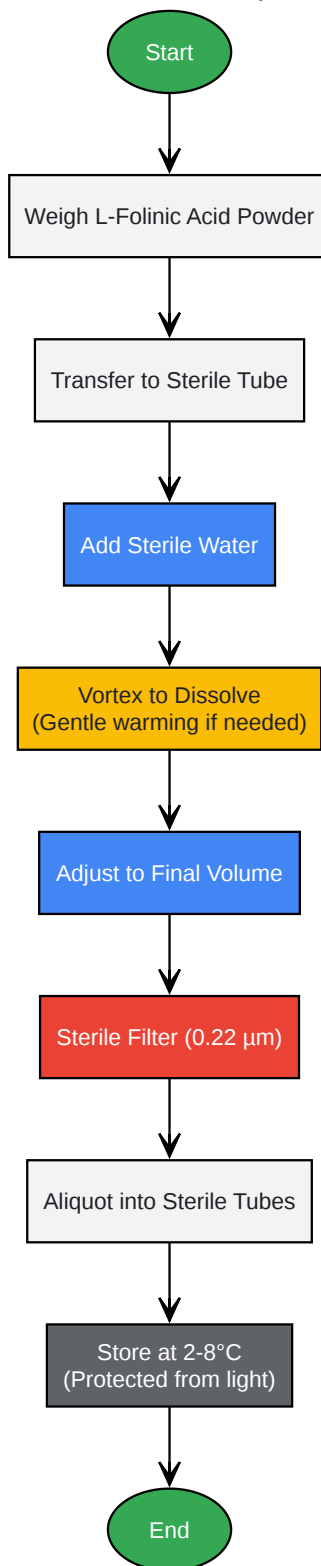 Start
Weigh L-Folinic Acid Powder
Transfer to Sterile Tube
Add Sterile Water
Vortex to Dissolve
(Gentle warming if needed)
Adjust to Final Volume
Sterile Filter (0.22 µm)
Aliquot into Sterile Tubes
Store at 2-8°C
(Protected from light)
End